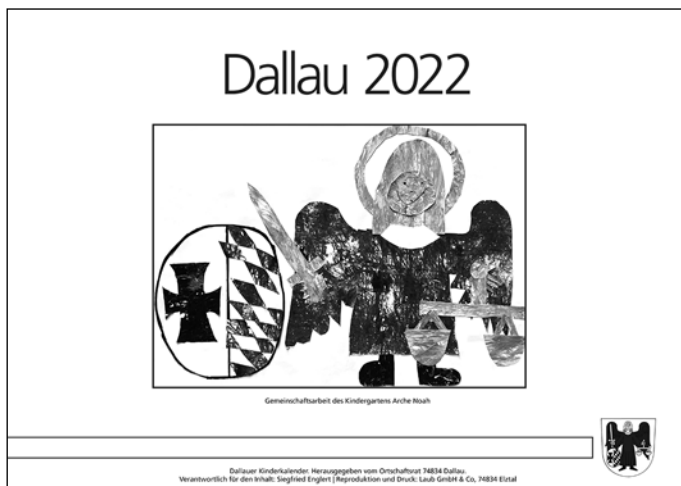 Dallau 2022
Gemeinschaftsarbeit des Kindergartens Arche Noah
Dallauer Kinderkalender. Herausgegeben vom Ortschaftsrat 74834 Dallau.
Verantwortlich für den Inhalt: Siegfried Englert | Reproduktion und Druck: Laub GmbH & Co, 74834 Elztal